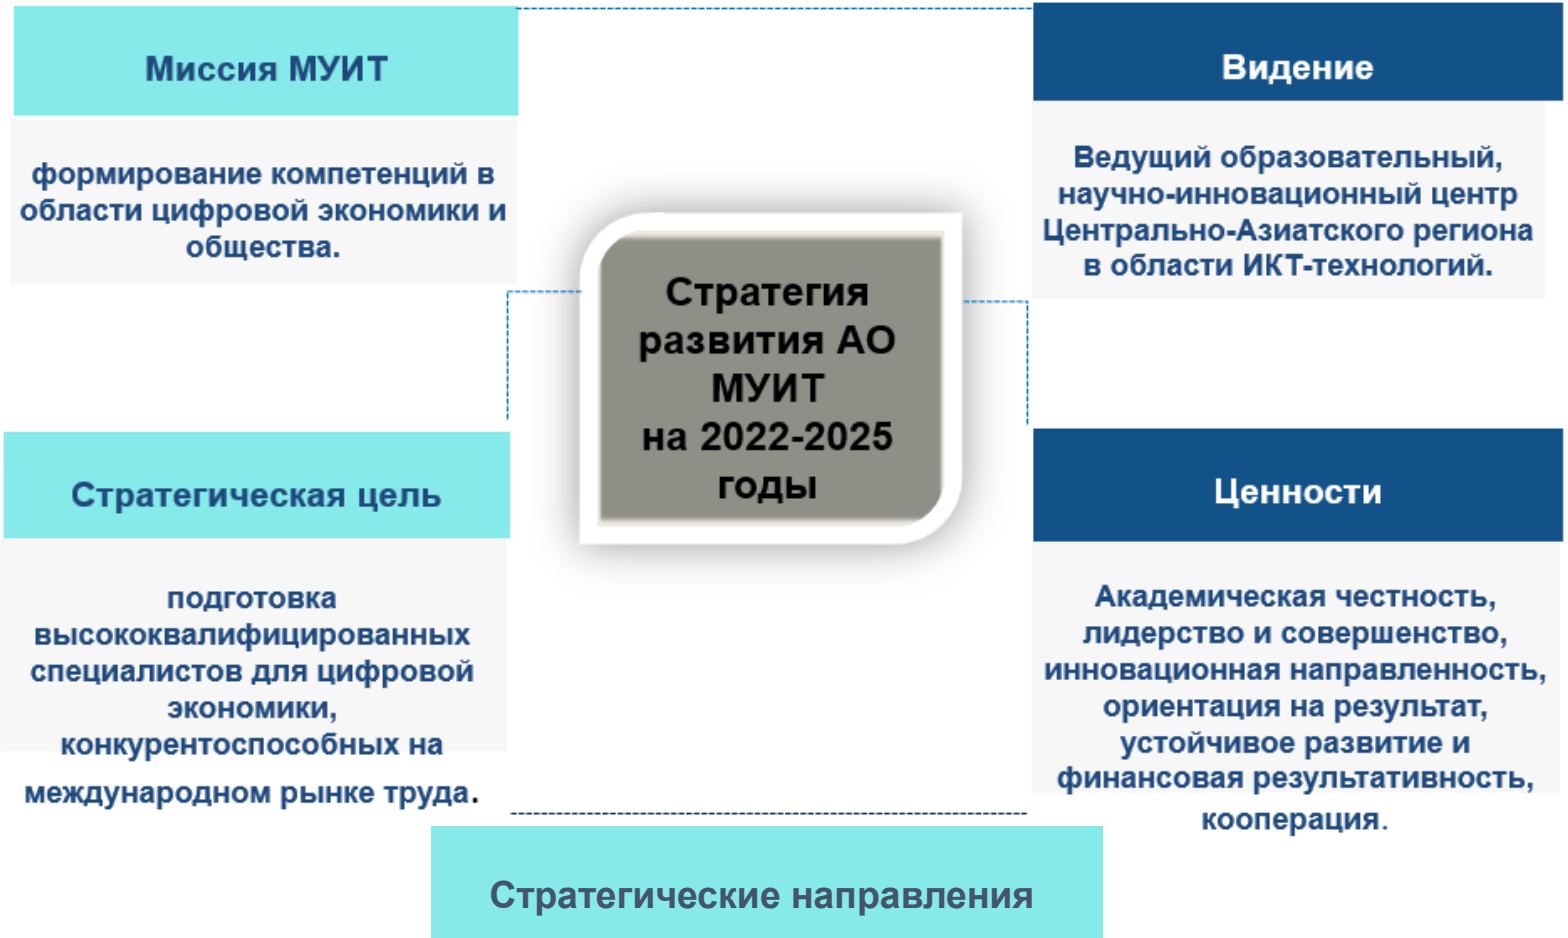 Миссия МУИТ
формирование компетенций в
области цифровой экономики и
общества.
Видение
Ведущий образовательный,
научно-инновационный центр
Центрально-Азиатского региона
в области ИКТ-технологий.
Стратегия
развития АО
МУИТ
на 2022-2025
годы
Стратегическая цель
подготовка
высококвалифицированных
специалистов для цифровой
экономики,
конкурентоспособных на
международном рынке труда.
Ценности
Академическая честность,
лидерство и совершенство,
инновационная направленность,
ориентация на результат,
устойчивое развитие и
финансовая результативность,
кооперация.
Стратегические направления